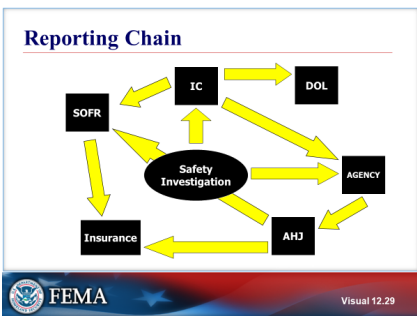 Reporting Chain
IC
DOL
SOFR
Safety
Investigation
AGENCY
Insurance
AHJ
FEMA
Visual 12.29